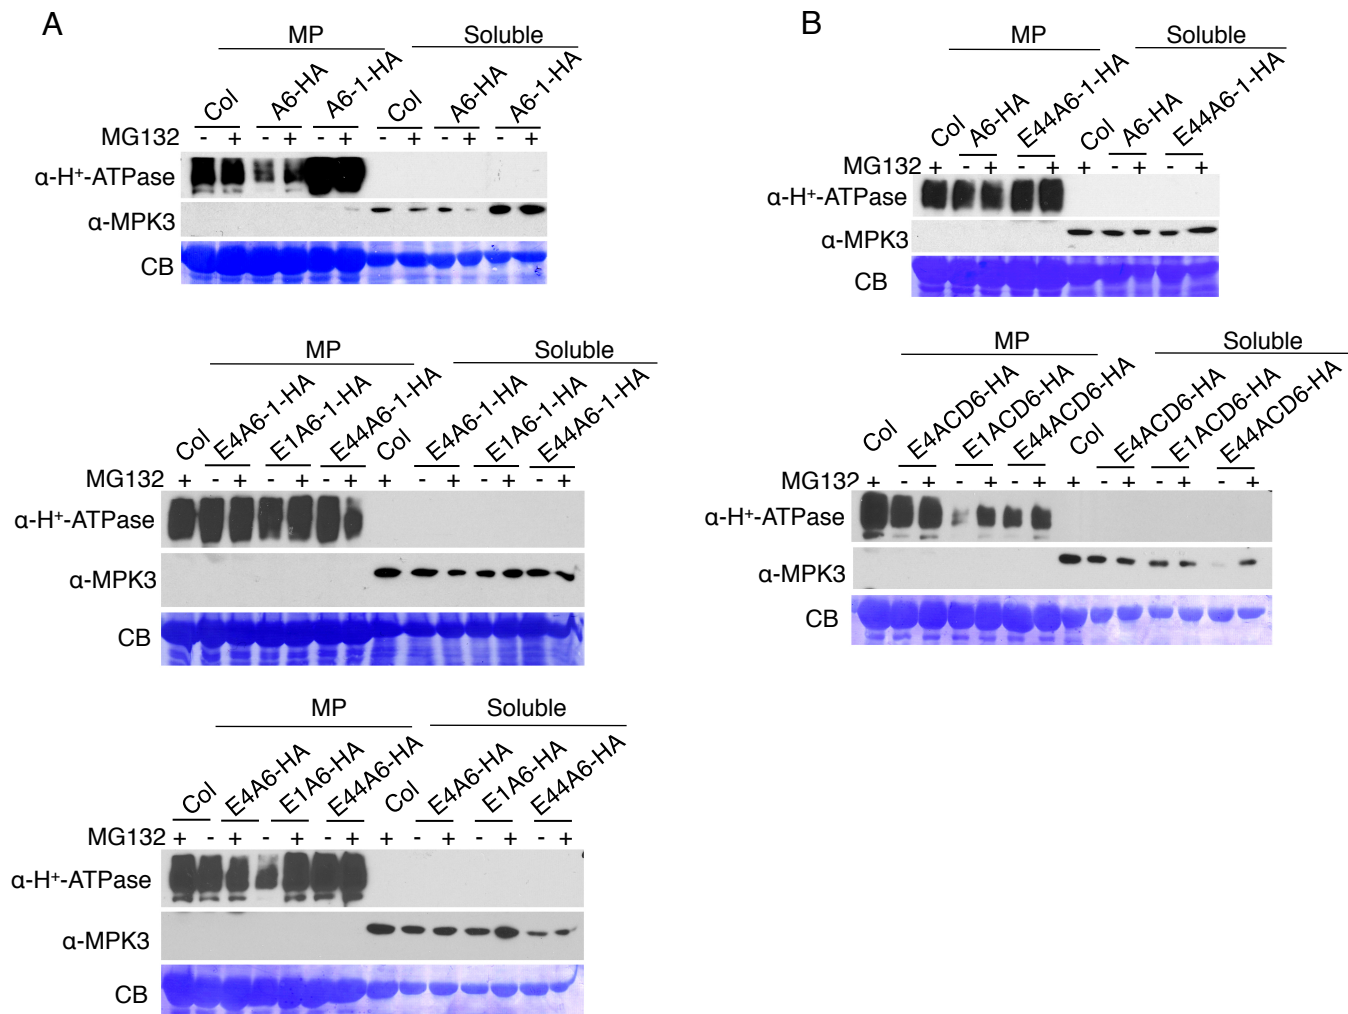 A
MP Soluble
Col A6-HA A6-1-HA Col A6-HA A6-1-HA
MG132 - + - + - + - + - + - +
α-H⁺-ATPase
α-MPK3
CB
MP Soluble
Col E4A6-1-HA E1A6-1-HA E44A6-1-HA Col E4A6-1-HA E1A6-1-HA E44A6-1-HA
MG132 + - + - + - + + - + - + - +
α-H⁺-ATPase
α-MPK3
CB
MP Soluble
Col E4A6-HA E1A6-HA E44A6-HA Col E4A6-HA E1A6-HA E44A6-HA
MG132 + - + - + - + + - + - + - +
α-H⁺-ATPase
α-MPK3
CB
B
MP Soluble
Col A6-HA E44A6-1-HA Col A6-HA E44A6-1-HA
MG132 + - + - + + - + - +
α-H⁺-ATPase
α-MPK3
CB
MP Soluble
Col E4ACD6-HA E1ACD6-HA E44ACD6-HA Col E4ACD6-HA E1ACD6-HA E44ACD6-HA
MG132 + - + - + - + + - + - + - +
α-H⁺-ATPase
α-MPK3
CB